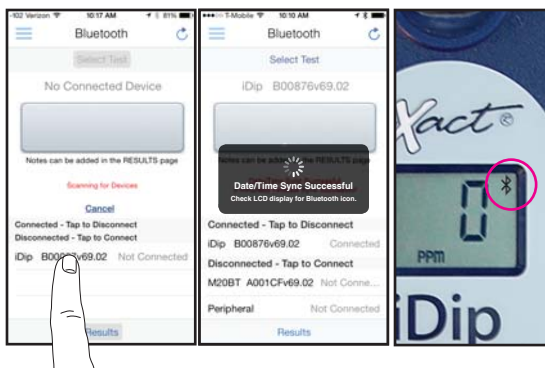 -102 Verizon 10:17 AM 81%
Bluetooth
Select Test
No Connected Device
Notes can be added in the RESULTS page
Scanning for Devices
Cancel
Connected - Tap to Disconnect
Disconnected - Tap to Connect
iDip Not Connected
Results
T-Mobile 10:10 AM
Bluetooth
Select Test
iDip B00876v69.02
Notes can be added in the RESULTS page
Date/Time Sync Successful
Check LCD display for Bluetooth icon.
Connected - Tap to Disconnect
iDip B00876v69.02 Connected
Disconnected - Tap to Connect
M20BT A001CFv69.02 Not Conne...
Peripheral Not Connected
Results
Xact®
0
PPM
iDip